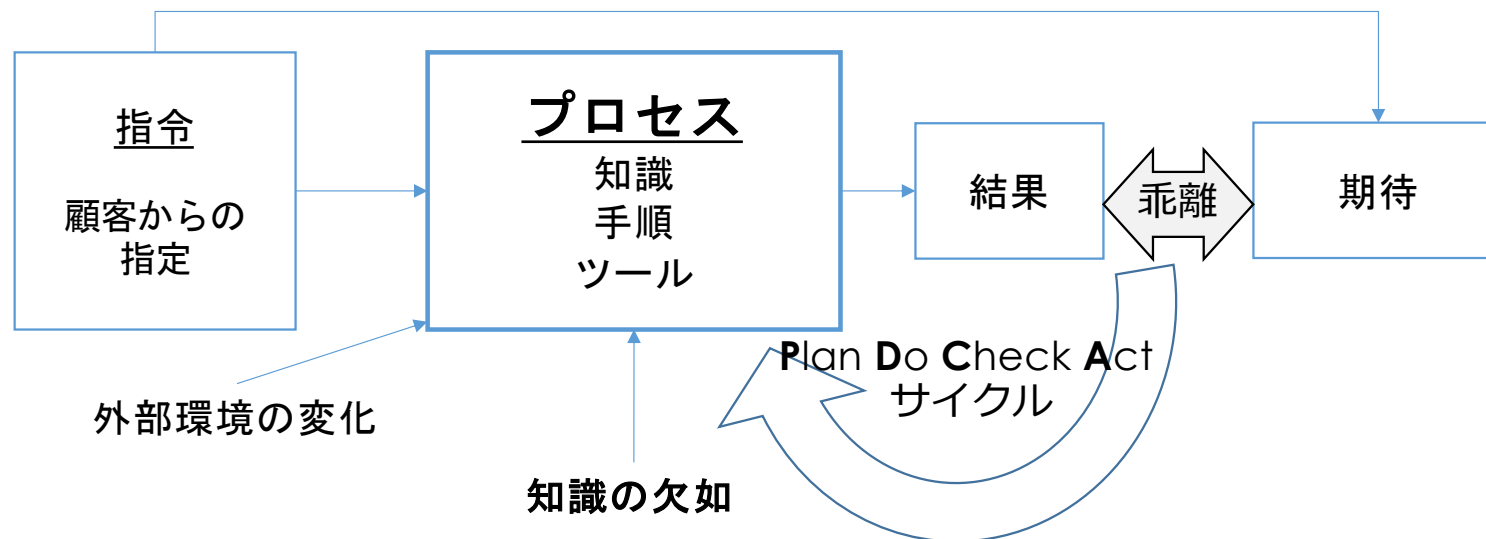 指令
顧客からの
指定
プロセス
知識
手順
ツール
結果
乖離
期待
Plan Do Check Act
サイクル
外部環境の変化
知識の欠如